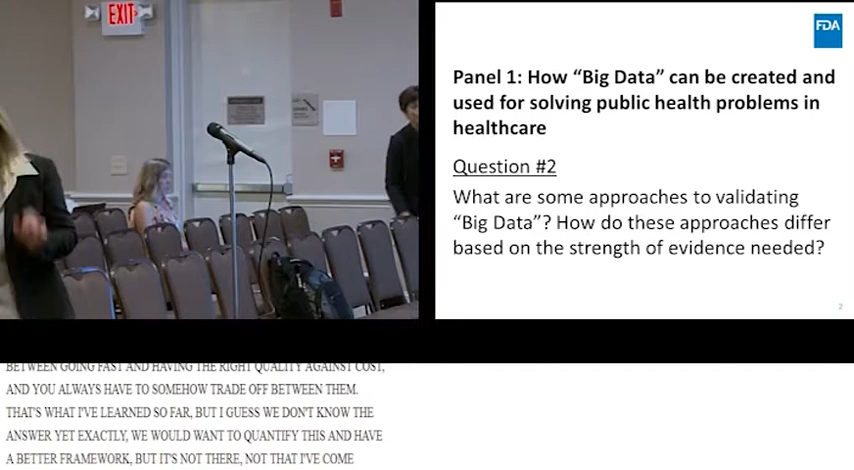 EXIT
FDA
Panel 1: How “Big Data” can be created and
used for solving public health problems in
healthcare
Question #2
What are some approaches to validating
“Big Data”? How do these approaches differ
based on the strength of evidence needed?
2
BETWEEN GOING FAST AND HAVING THE RIGHT QUALITY AGAINST COST,
AND YOU ALWAYS HAVE TO SOMEHOW TRADE OFF BETWEEN THEM.
THAT'S WHAT I'VE LEARNED SO FAR, BUT I GUESS WE DON'T KNOW THE
ANSWER YET EXACTLY, WE WOULD WANT TO QUANTIFY THIS AND HAVE
A BETTER FRAMEWORK, BUT IT'S NOT THERE, NOT THAT I'VE COME